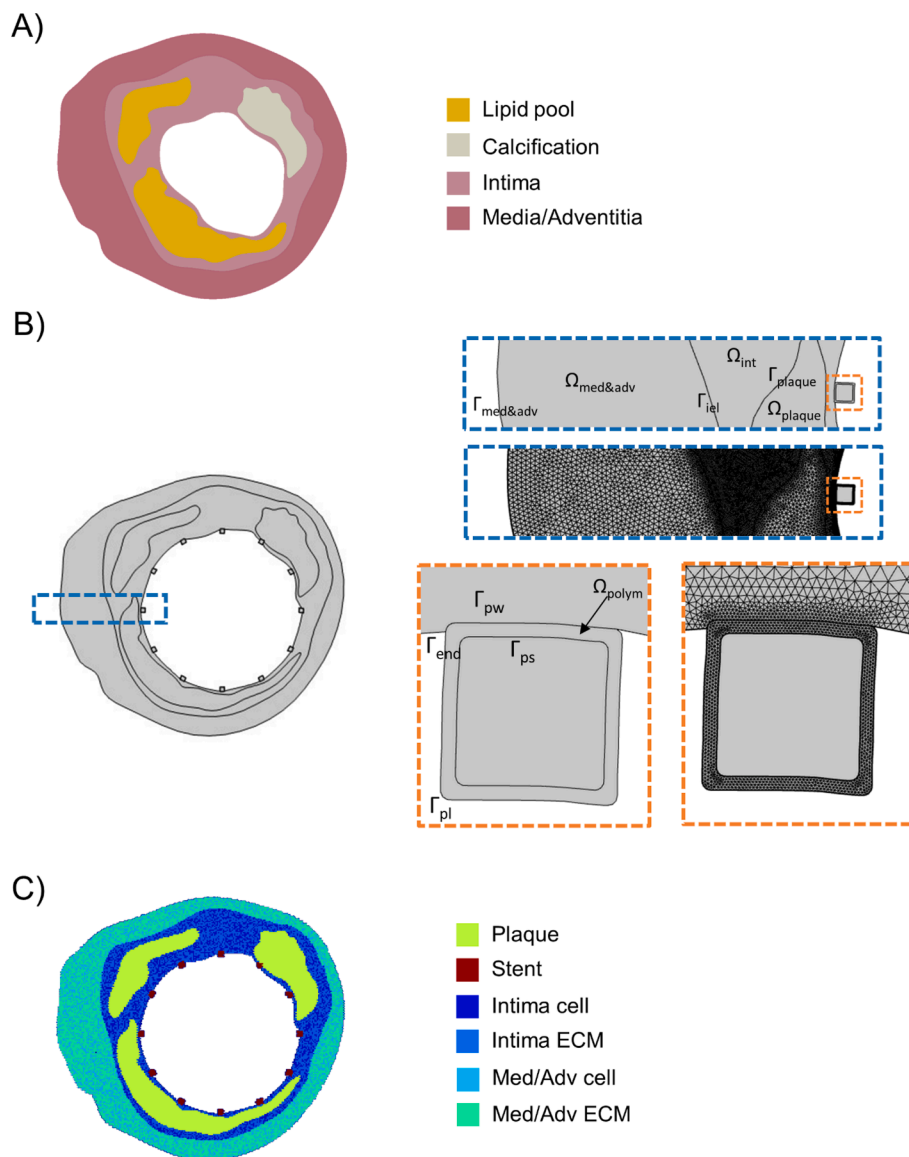 A)
Lipid pool
Calcification
Intima
Media/Adventitia
B)
Ωint
Γplaque
Ωmed&adv
Γmed&adv
Γiel
Ωplaque
Γpw
Ωpolym
Γend
Γps
Γpl
C)
Plaque
Stent
Intima cell
Intima ECM
Med/Adv cell
Med/Adv ECM